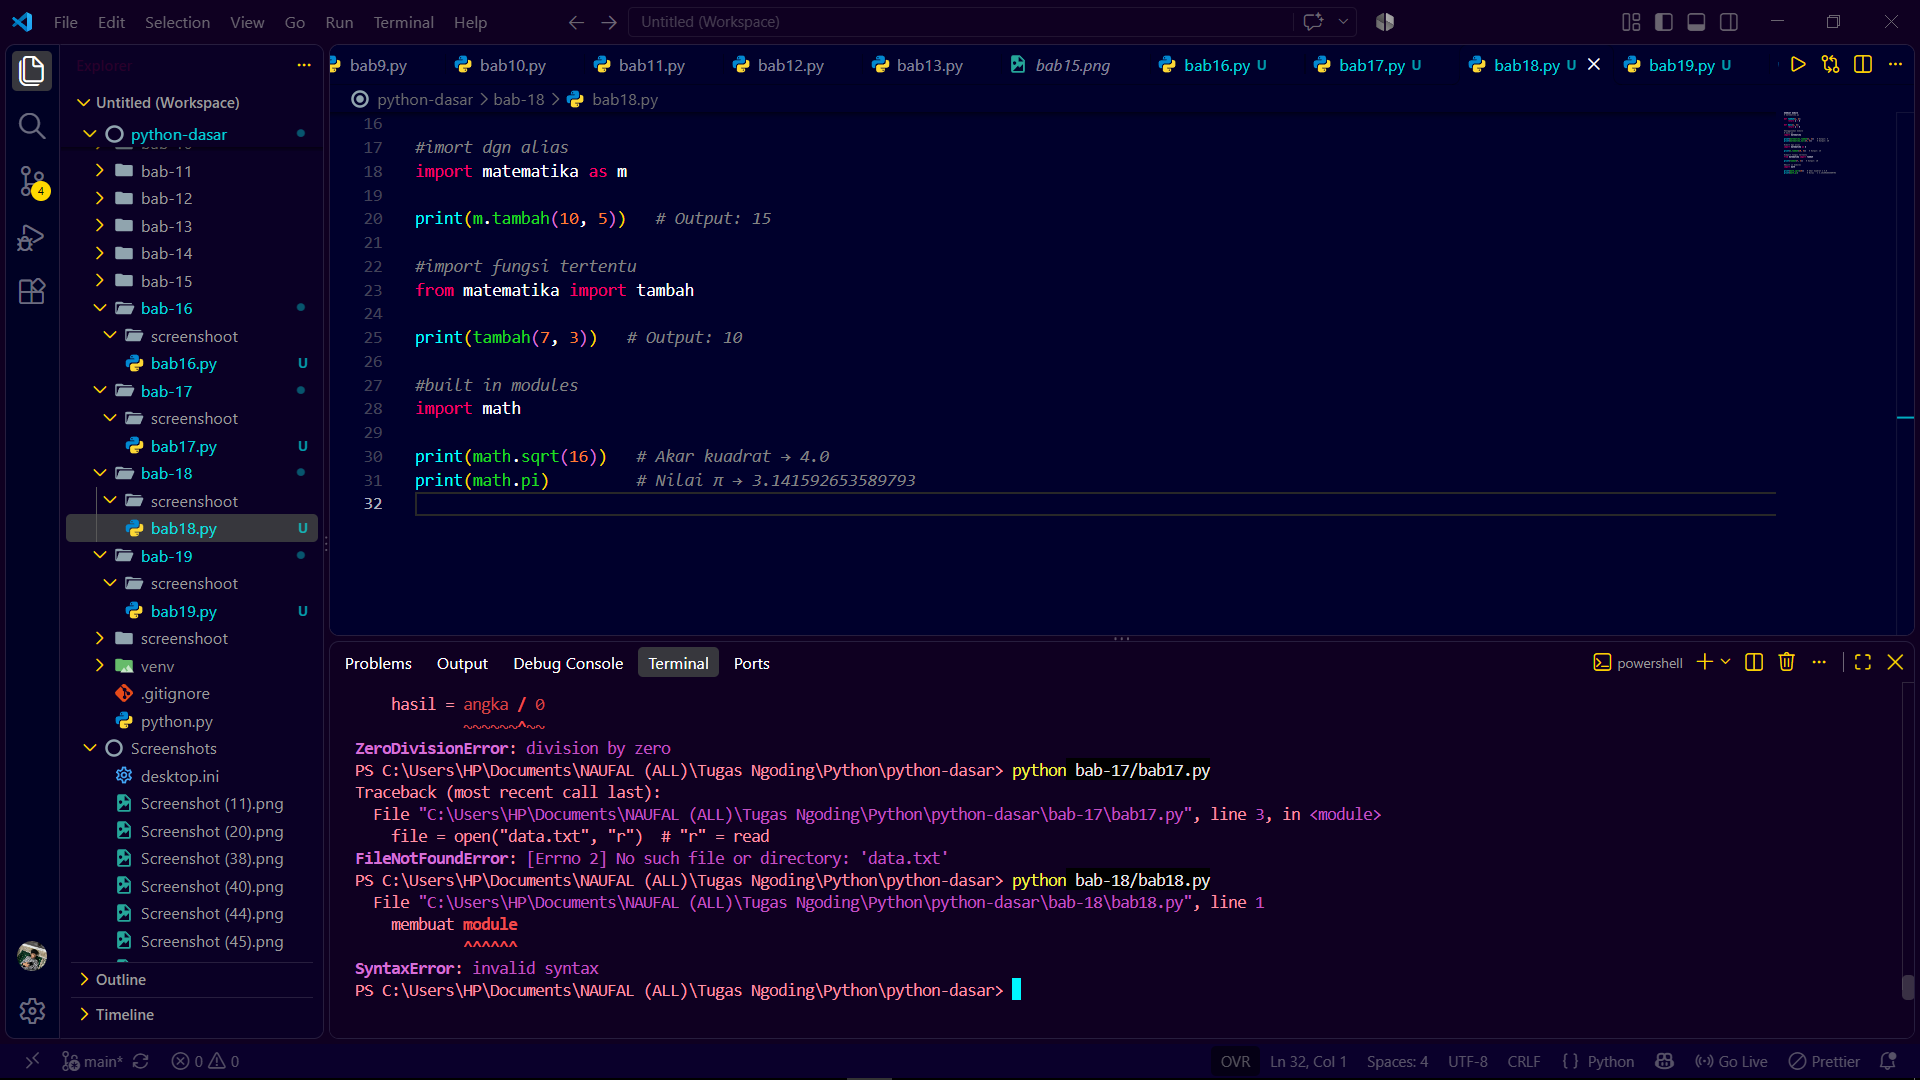 File Edit Selection View Go Run Terminal Help
Untitled (Workspace)
Explorer
Untitled (Workspace)
python-dasar
bab-11
bab-12
bab-13
bab-14
bab-15
bab-16
screenshoot
bab16.py U
bab-17
screenshoot
bab17.py U
bab-18
screenshoot
bab18.py U
bab-19
screenshoot
bab19.py U
screenshoot
venv
.gitignore
python.py
Screenshots
desktop.ini
Screenshot (11).png
Screenshot (20).png
Screenshot (38).png
Screenshot (40).png
Screenshot (44).png
Screenshot (45).png
Outline
Timeline
4
bab9.py bab10.py bab11.py bab12.py bab13.py bab15.png bab16.py U bab17.py U bab18.py U bab19.py U
python-dasar > bab-18 > bab18.py
16
17 #imort dgn alias
18 import matematika as m
19
20 print(m.tambah(10, 5)) # Output: 15
21
22 #import fungsi tertentu
23 from matematika import tambah
24
25 print(tambah(7, 3)) # Output: 10
26
27 #built in modules
28 import math
29
30 print(math.sqrt(16)) # Akar kuadrat → 4.0
31 print(math.pi) # Nilai π → 3.141592653589793
32
Problems Output Debug Console Terminal Ports
powershell
hasil = angka / 0
~~~~~~^~~
ZeroDivisionError: division by zero
PS C:\Users\HP\Documents\NAUFAL (ALL)\Tugas Ngoding\Python\python-dasar> python bab-17/bab17.py
Traceback (most recent call last):
File "C:\Users\HP\Documents\NAUFAL (ALL)\Tugas Ngoding\Python\python-dasar\bab-17\bab17.py", line 3, in <module>
file = open("data.txt", "r") # "r" = read
FileNotFoundError: [Errno 2] No such file or directory: 'data.txt'
PS C:\Users\HP\Documents\NAUFAL (ALL)\Tugas Ngoding\Python\python-dasar> python bab-18/bab18.py
File "C:\Users\HP\Documents\NAUFAL (ALL)\Tugas Ngoding\Python\python-dasar\bab-18\bab18.py", line 1
membuat module
^^^^^^
SyntaxError: invalid syntax
PS C:\Users\HP\Documents\NAUFAL (ALL)\Tugas Ngoding\Python\python-dasar>
main* 0 0 OVR Ln 32, Col 1 Spaces: 4 UTF-8 CRLF { } Python Go Live Prettier